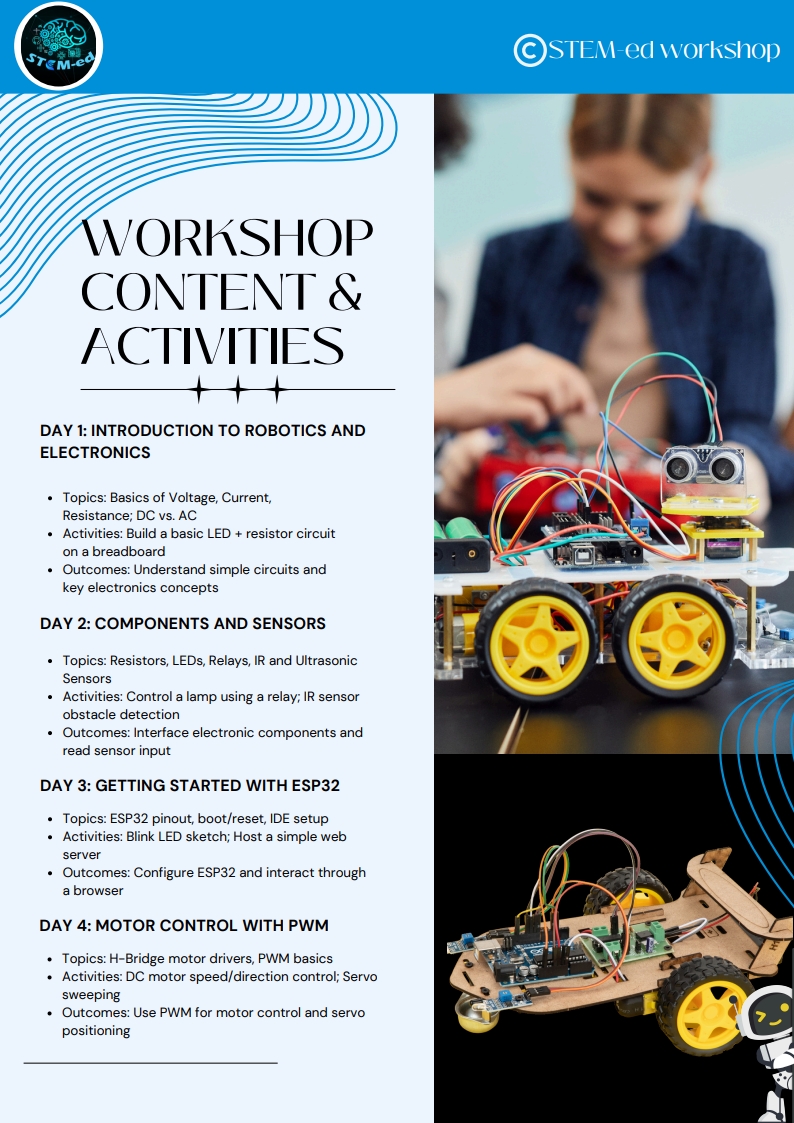 STEM-ed
©STEM-ed workshop
WORKSHOP
CONTENT &
ACTIVITIES
DAY 1: INTRODUCTION TO ROBOTICS AND
ELECTRONICS
• Topics: Basics of Voltage, Current,
Resistance; DC vs. AC
• Activities: Build a basic LED + resistor circuit
on a breadboard
• Outcomes: Understand simple circuits and
key electronics concepts
DAY 2: COMPONENTS AND SENSORS
• Topics: Resistors, LEDs, Relays, IR and Ultrasonic
Sensors
• Activities: Control a lamp using a relay; IR sensor
obstacle detection
• Outcomes: Interface electronic components and
read sensor input
DAY 3: GETTING STARTED WITH ESP32
• Topics: ESP32 pinout, boot/reset, IDE setup
• Activities: Blink LED sketch; Host a simple web
server
• Outcomes: Configure ESP32 and interact through
a browser
DAY 4: MOTOR CONTROL WITH PWM
• Topics: H-Bridge motor drivers, PWM basics
• Activities: DC motor speed/direction control; Servo
sweeping
• Outcomes: Use PWM for motor control and servo
positioning